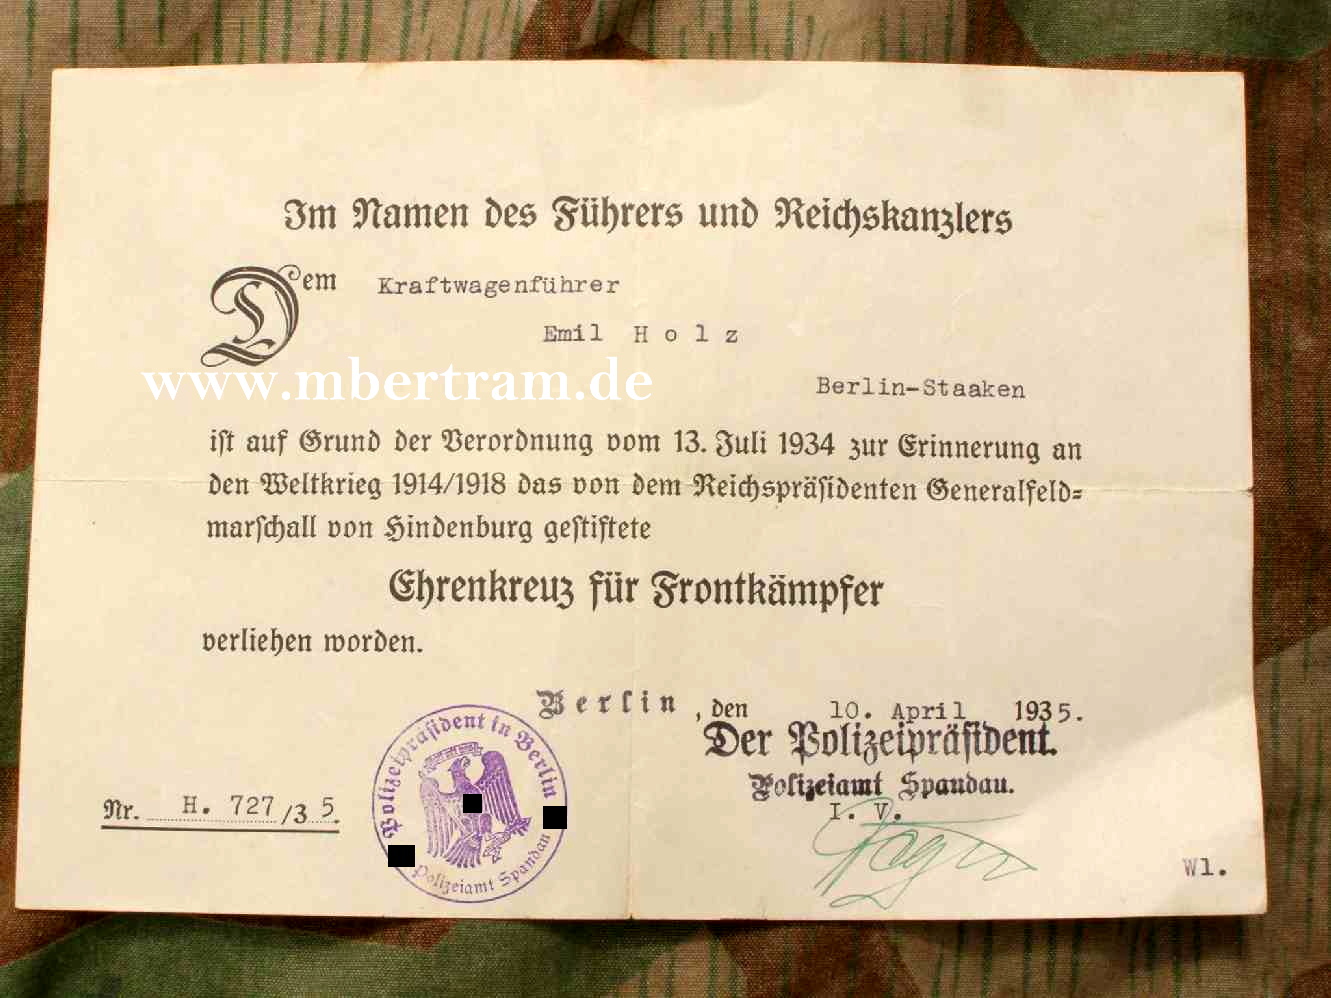 Im Namen des Führers und Reichskanzlers
Dem Kraftwagenführer
Emil Holz
www.mbertram.de
Berlin-Staaken
ist auf Grund der Verordnung vom 13. Juli 1934 zur Erinnerung an
den Weltkrieg 1914/1918 das von dem Reichspräsidenten Generalfeld=
marschall von Hindenburg gestiftete
Ehrenkreuz für Frontkämpfer
verliehen worden.
Berlin, den 10. April 1935.
Der Polizeipräsident.
Polizeiamt Spandau.
I. V.
Nr. H. 727/35.
Polizeipräsident in Berlin
Polizeiamt Spandau
Wl.